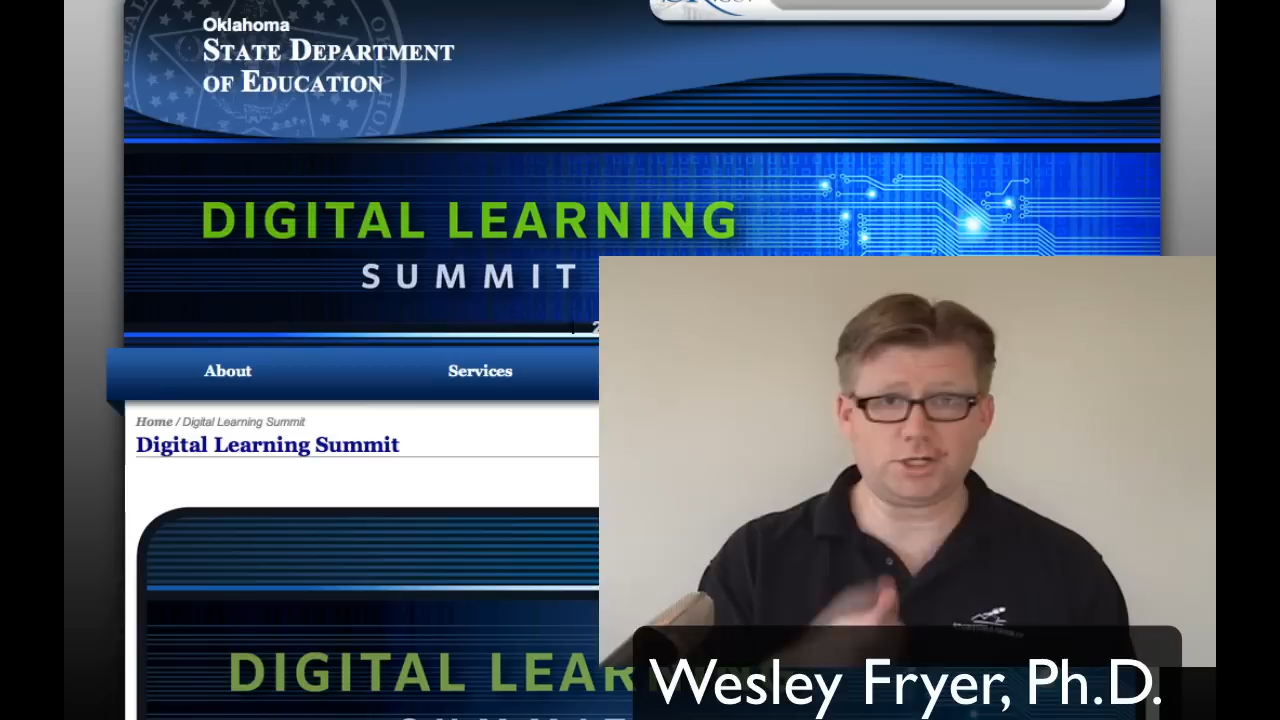 Oklahoma
STATE DEPARTMENT
OF EDUCATION
DIGITAL LEARNING
SUMMIT
About
Services
Home / Digital Learning Summit
Digital Learning Summit
DIGITAL LEAR
Wesley Fryer, Ph.D.